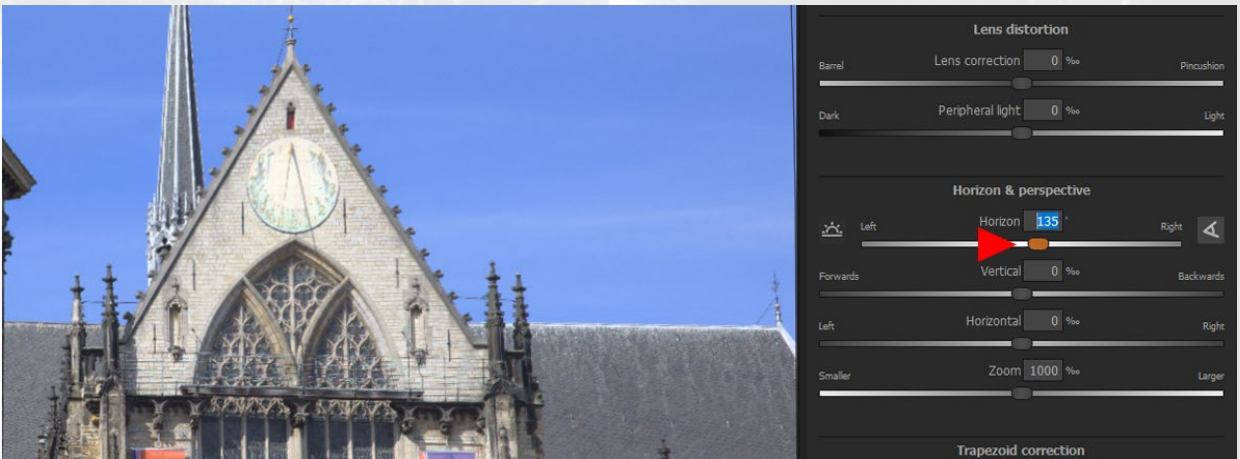 Lens distortion
Barrel Lens correction 0 ‰ Pincushion
Dark Peripheral light 0 ‰ Light
Horizon & perspective
Left Horizon 135 ' Right
Forwards Vertical 0 ‰ Backwards
Left Horizontal 0 ‰ Right
Smaller Zoom 1000 ‰ Larger
Trapezoid correction